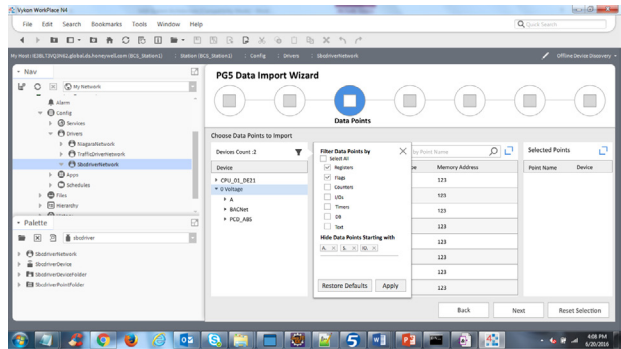 Vykon WorkPlace N4
File Edit Search Bookmarks Tools Window Help
Quick Search
Station (BCS_Station1)
Config
Drivers
SbcdriverNetwork
Offline Device Discovery
Nav
My Network
Alarm
Config
Services
Drivers
NiagaraNetwork
TrafficDriverNetwork
SbcdriverNetwork
Apps
Schedules
Files
Hierarchy
Palette
sbcdriver
SbcdriverNetwork
SbcdriverDevice
SbcdriverDeviceFolder
SbcdriverPointFolder
PG5 Data Import Wizard
Data Points
Choose Data Points to Import
Devices Count :2
Device
CPU_01_DE21
0 Voltage
A
BACNet
PCD_ABS
Filter Data Points by
Select All
Registers
Flags
Counters
I/Os
Timers
DB
Text
Hide Data Points Starting with
A. × S. × IO. ×
Restore Defaults Apply
by Point Name
Memory Address
123
123
123
123
123
123
123
123
Selected Points
Point Name Device
Back Next Reset Selection
4:08 PM
6/20/2016